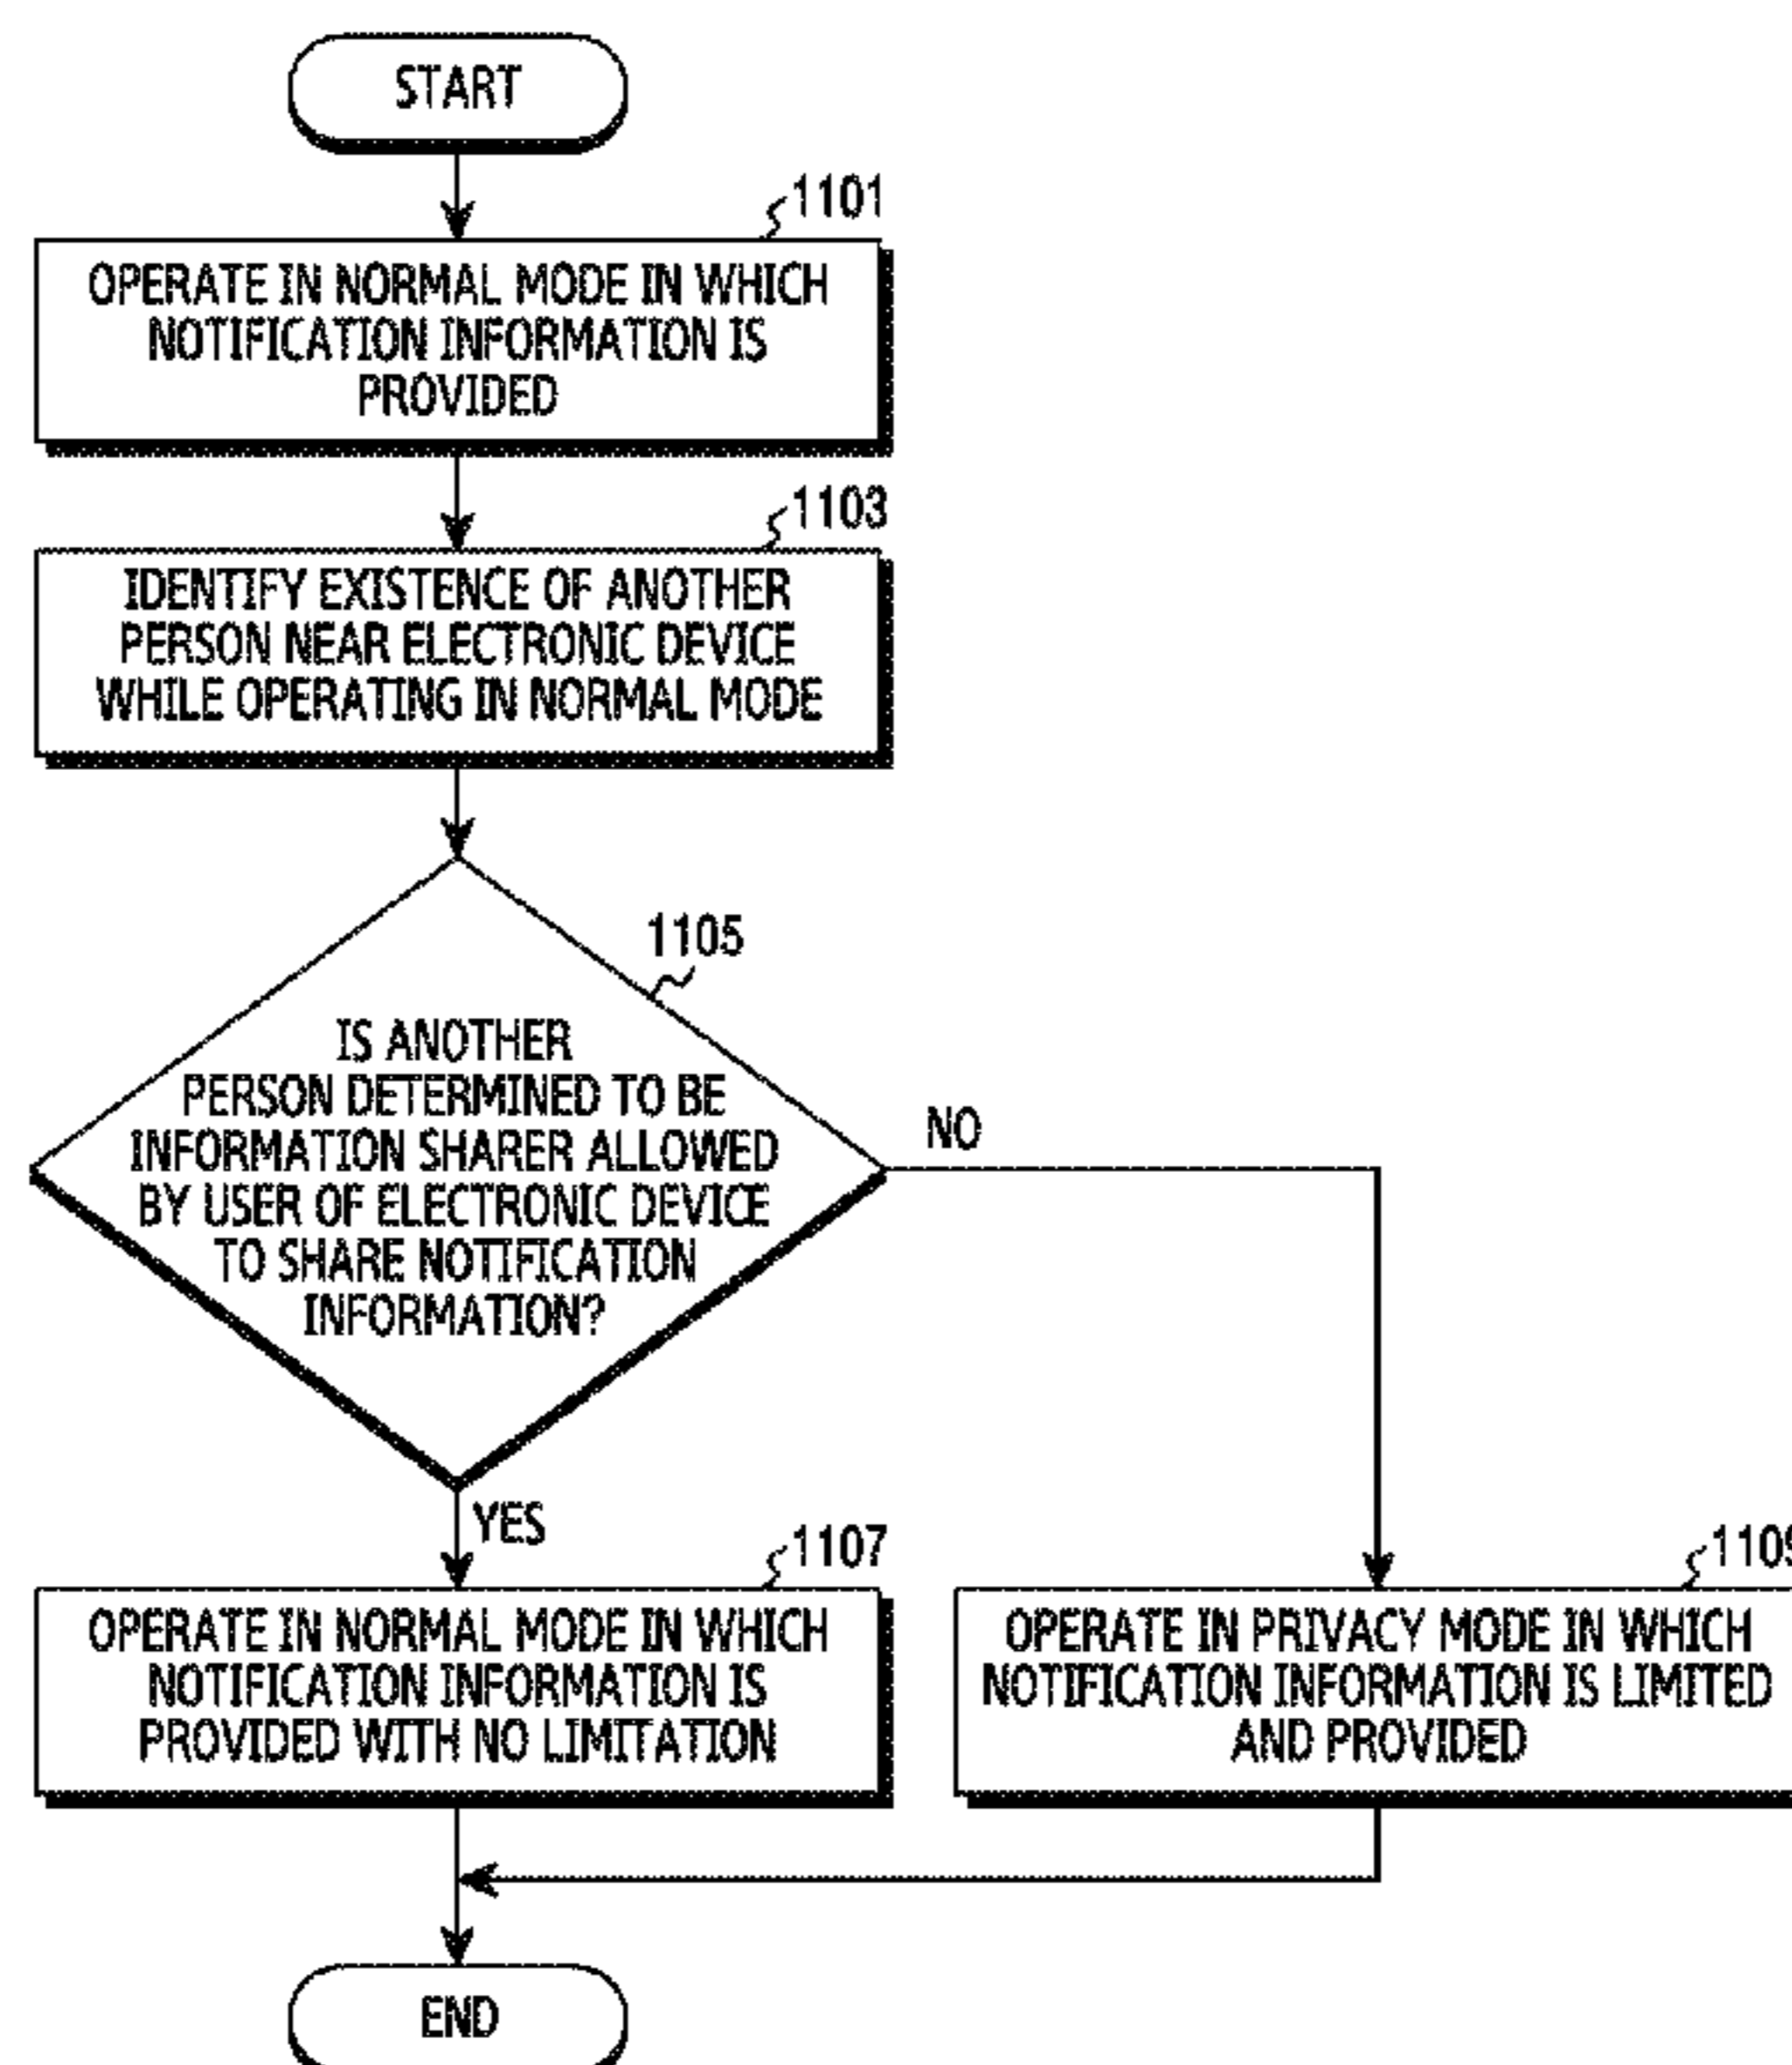 START
1101
OPERATE IN NORMAL MODE IN WHICH
NOTIFICATION INFORMATION IS
PROVIDED
1103
IDENTIFY EXISTENCE OF ANOTHER
PERSON NEAR ELECTRONIC DEVICE
WHILE OPERATING IN NORMAL MODE
1105
IS ANOTHER
PERSON DETERMINED TO BE
INFORMATION SHARER ALLOWED
BY USER OF ELECTRONIC DEVICE
TO SHARE NOTIFICATION
INFORMATION?
NO
YES
1107
OPERATE IN NORMAL MODE IN WHICH
NOTIFICATION INFORMATION IS
PROVIDED WITH NO LIMITATION
1109
OPERATE IN PRIVACY MODE IN WHICH
NOTIFICATION INFORMATION IS LIMITED
AND PROVIDED
END